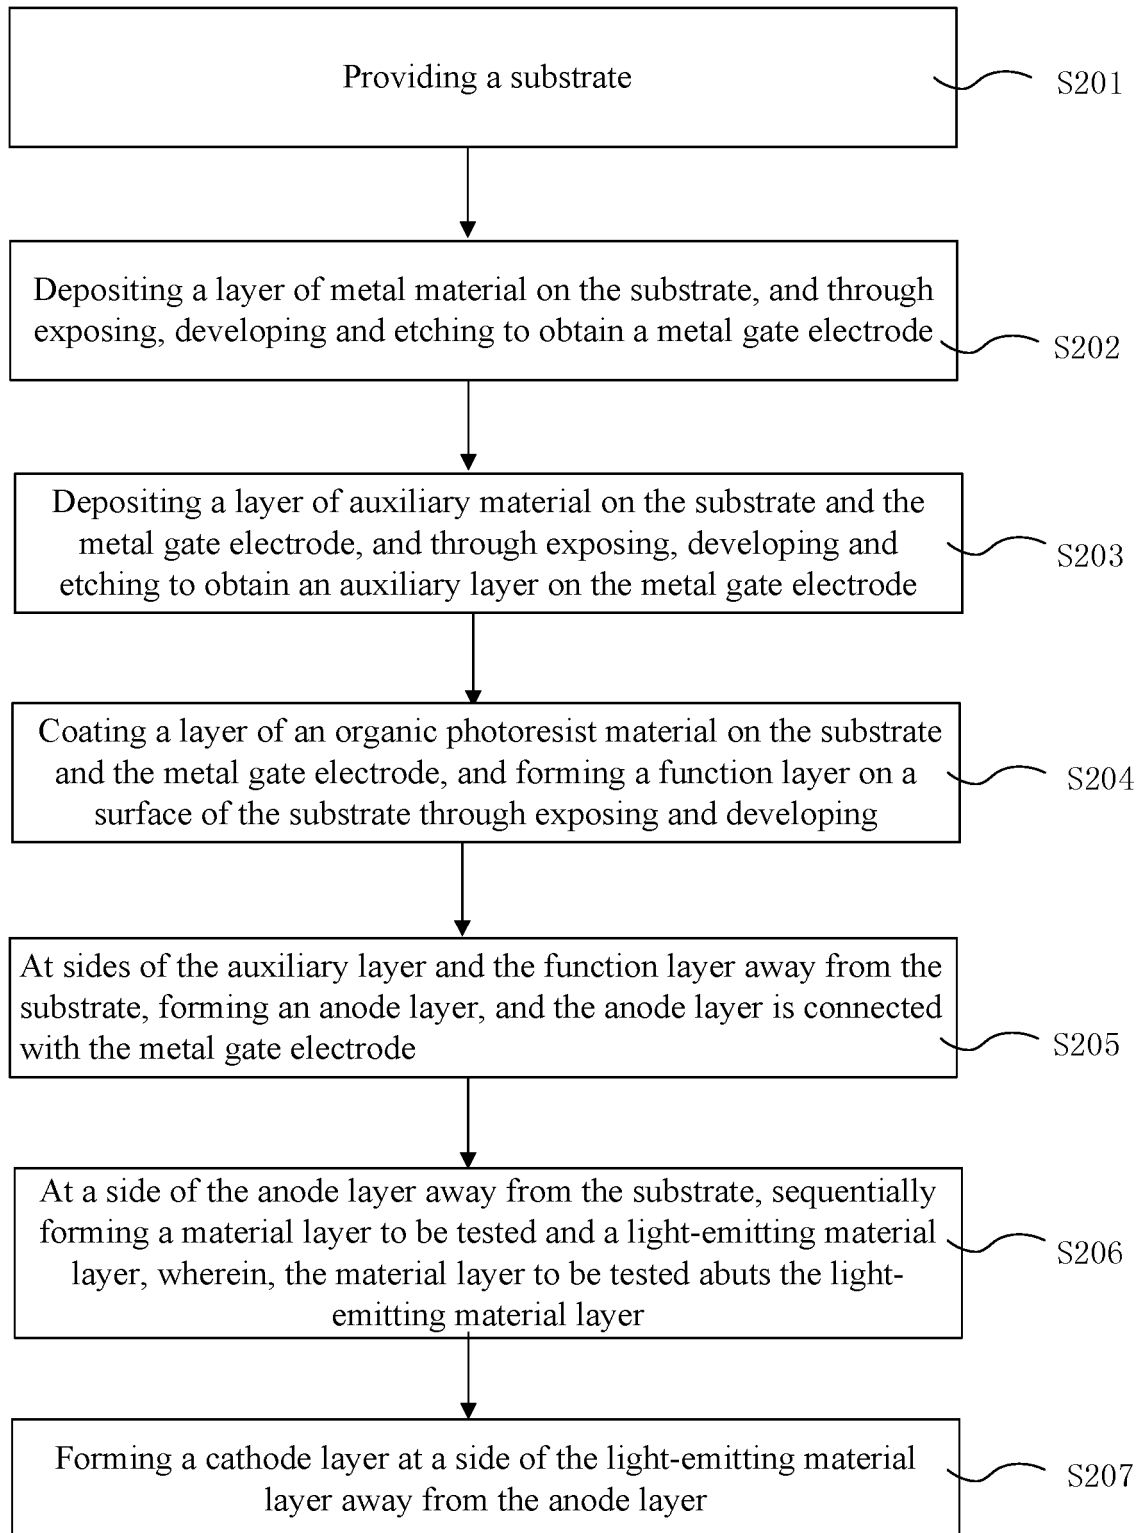 Providing a substrate
S201
Depositing a layer of metal material on the substrate, and through
exposing, developing and etching to obtain a metal gate electrode
S202
Depositing a layer of auxiliary material on the substrate and the
metal gate electrode, and through exposing, developing and
etching to obtain an auxiliary layer on the metal gate electrode
S203
Coating a layer of an organic photoresist material on the substrate
and the metal gate electrode, and forming a function layer on a
surface of the substrate through exposing and developing
S204
At sides of the auxiliary layer and the function layer away from the
substrate, forming an anode layer, and the anode layer is connected
with the metal gate electrode
S205
At a side of the anode layer away from the substrate, sequentially
forming a material layer to be tested and a light-emitting material
layer, wherein, the material layer to be tested abuts the light-
emitting material layer
S206
Forming a cathode layer at a side of the light-emitting material
layer away from the anode layer
S207